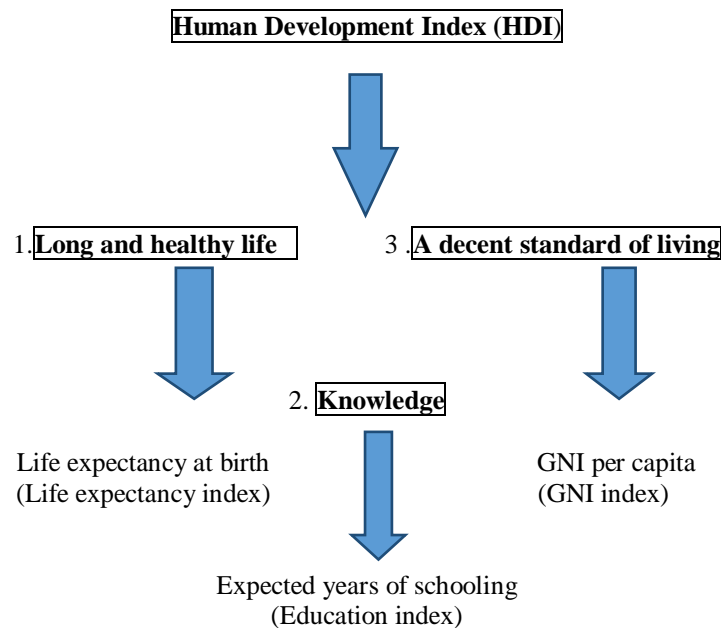 Human Development Index (HDI)
1. Long and healthy life
3 . A decent standard of living
2. Knowledge
Life expectancy at birth
(Life expectancy index)
GNI per capita
(GNI index)
Expected years of schooling
(Education index)